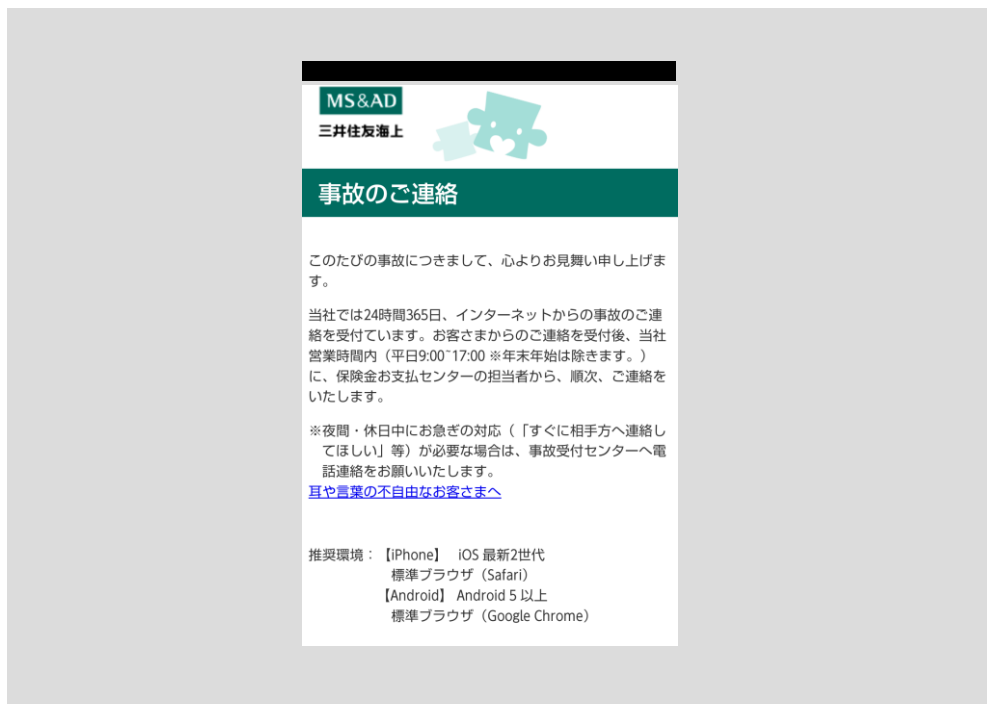 MS&AD
三井住友海上
事故のご連絡
このたびの事故につきまして、心よりお見舞い申し上げま
す。
当社では24時間365日、インターネットからの事故のご連
絡を受付ています。お客さまからのご連絡を受付後、当社
営業時間内（平日9:00~17:00 ※年末年始は除きます。）
に、保険金お支払センターの担当者から、順次、ご連絡を
いたします。
※夜間・休日中にお急ぎの対応（「すぐに相手方へ連絡し
てほしい」等）が必要な場合は、事故受付センターへ電
話連絡をお願いいたします。
耳や言葉の不自由なお客さまへ
推奨環境：【iPhone】 iOS 最新2世代
標準ブラウザ（Safari）
【Android】 Android 5 以上
標準ブラウザ（Google Chrome）